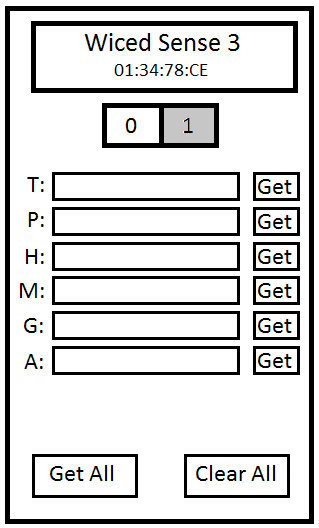 Wiced Sense 3
01:34:78:CE
0 1
T: Get
P: Get
H: Get
M: Get
G: Get
A: Get
Get All Clear All